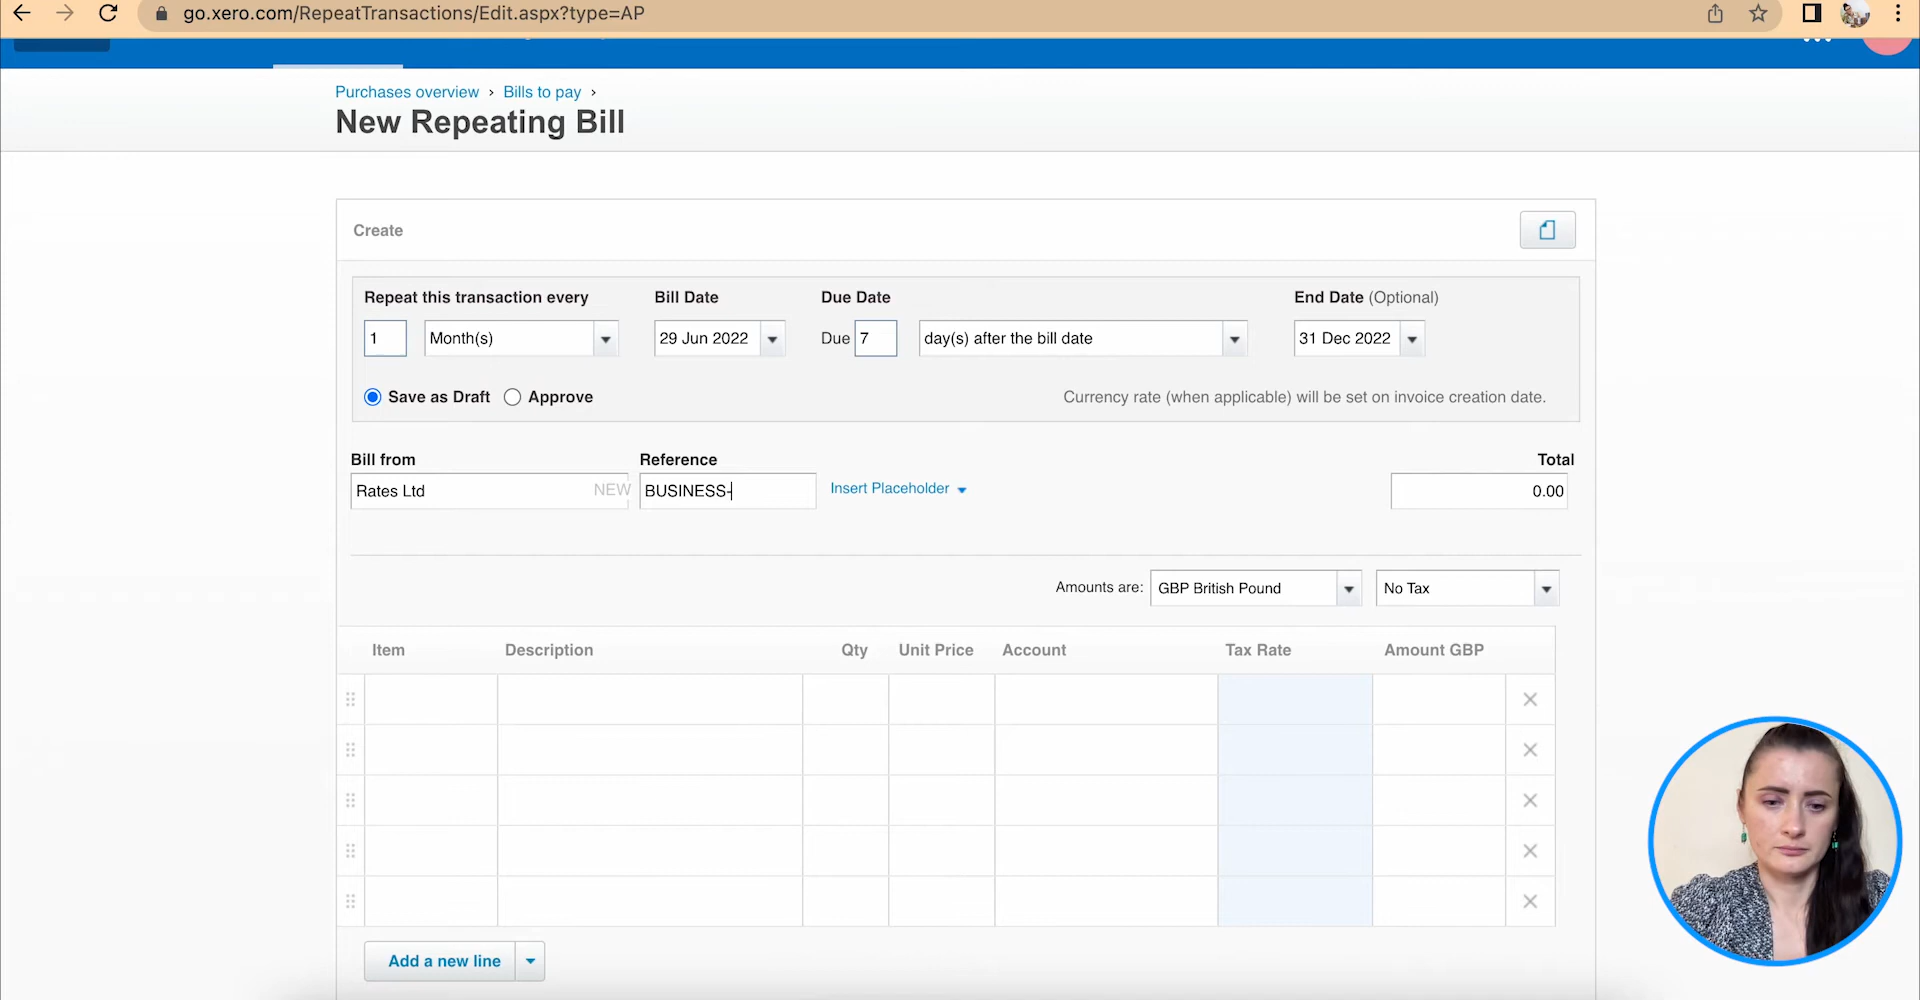 go.xero.com/RepeatTransactions/Edit.aspx?type=AP
Purchases overview › Bills to pay ›
New Repeating Bill
Create
Repeat this transaction every Bill Date Due Date End Date (Optional)
1 Month(s) 29 Jun 2022 Due 7 day(s) after the bill date 31 Dec 2022
Save as Draft Approve Currency rate (when applicable) will be set on invoice creation date.
Bill from Reference Total
Rates Ltd NEW BUSINESS- Insert Placeholder 0.00
Amounts are: GBP British Pound No Tax
Item Description Qty Unit Price Account Tax Rate Amount GBP
Add a new line